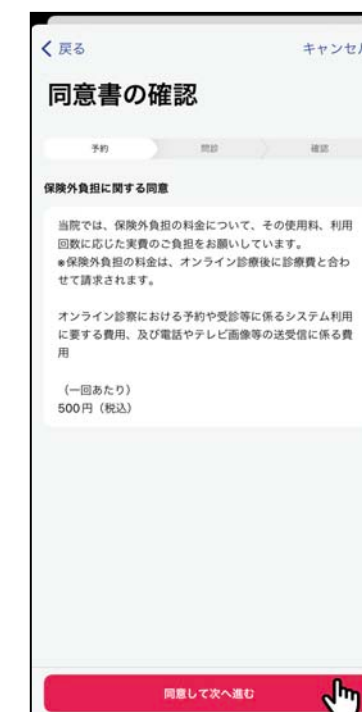 戻る
キャンセル
同意書の確認
予約
問診
確認
保険外負担に関する同意
当院では、保険外負担の料金について、その使用料、利用
回数に応じた実費のご負担をお願いしています。
※保険外負担の料金は、オンライン診療後に診療費と合わ
せて請求されます。
オンライン診察における予約や受診等に係るシステム利用
に要する費用、及び電話やテレビ画像等の送受信に係る費
用
（一回あたり）
500円（税込）
同意して次へ進む